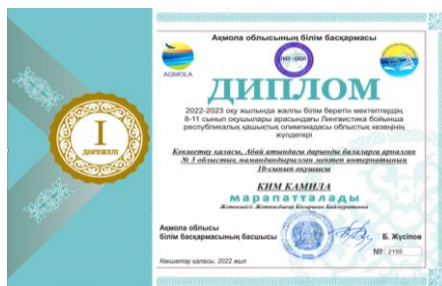 Ақмола облысының білім басқармасы
AQMOLA
ДИПЛОМ
2022-2023 оқу жылында жалпы білім беретін мектептердің
8-11 сынып оқушылары арасындағы Лингвистика бойынша
республикалық қашықтық олимпиадасы облыстық кезеңінің
жүлдегері
I
ДӘРЕЖЕЛІ
Көкшетау қаласы, Абай атындағы дарынды балаларға арналған
№ 3 облыстық мамандандырылған мектеп интернатының
10-сынып оқушысы
КИМ КАМИЛА
марапатталады
Жетекшісі:
Ақмола облысы
білім басқармасының басшысы
Б. Жүсіпов
№ 2166
Көкшетау қаласы, 2022 жыл